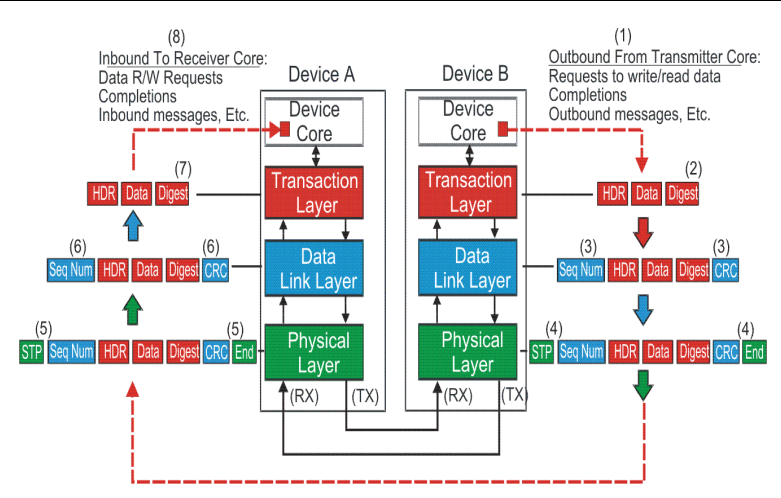 (8)
Inbound To Receiver Core:
Data R/W Requests
Completions
Inbound messages, Etc.
(1)
Outbound From Transmitter Core:
Requests to write/read data
Completions
Outbound messages, Etc.
Device A
Device B
Device
Core
Device
Core
(7)
HDR Data Digest
Transaction
Layer
Transaction
Layer
(2)
HDR Data Digest
(6) (6)
Seq Num HDR Data Digest CRC
Data
Link Layer
Data
Link Layer
(3) (3)
Seq Num HDR Data Digest CRC
(5) (5)
STP Seq Num HDR Data Digest CRC End
Physical
Layer
Physical
Layer
(4) (4)
STP Seq Num HDR Data Digest CRC End
(RX) (TX)
(RX) (TX)